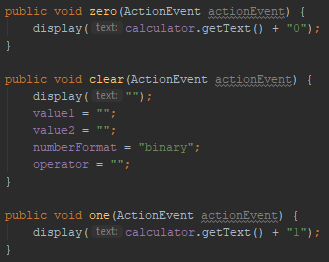 public void zero(ActionEvent actionEvent) {
    display( text: calculator.getText() + "0");
}
public void clear(ActionEvent actionEvent) {
    display( text: "");
    value1 = "";
    value2 = "";
    numberFormat = "binary";
    operator = "";
}
public void one(ActionEvent actionEvent) {
    display( text: calculator.getText() + "1");
}